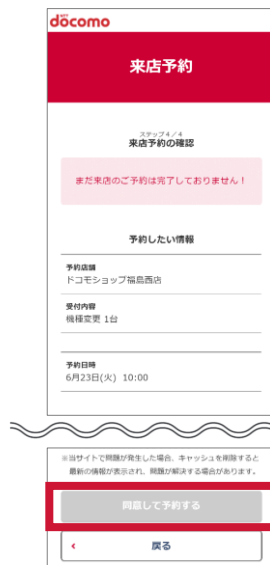 NTT
docomo
来店予約
ステップ4/4
来店予約の確認
まだ来店のご予約は完了しておりません!
予約したい情報
予約店舗
ドコモショップ福島西店
受付内容
機種変更 1台
予約日時
6月23日(火) 10:00
※当サイトで問題が発生した場合、キャッシュを削除すると
最新の情報が表示され、問題が解決する場合があります。
同意して予約する
戻る